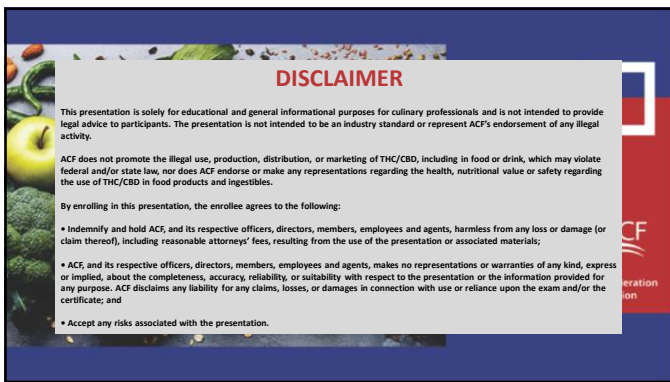 DISCLAIMER
This presentation is solely for educational and general informational purposes for culinary professionals and is not intended to provide
legal advice to participants. The presentation is not intended to be an industry standard or represent ACF's endorsement of any illegal
activity.
ACF does not promote the illegal use, production, distribution, or marketing of THC/CBD, including in food or drink, which may violate
federal and/or state law, nor does ACF endorse or make any representations regarding the health, nutritional value or safety regarding
the use of THC/CBD in food products and ingestibles.
By enrolling in this presentation, the enrollee agrees to the following:
• Indemnify and hold ACF, and its respective officers, directors, members, employees and agents, harmless from any loss or damage (or
claim thereof), including reasonable attorneys' fees, resulting from the use of the presentation or associated materials;
• ACF, and its respective officers, directors, members, employees and agents, makes no representations or warranties of any kind, express
or implied, about the completeness, accuracy, reliability, or suitability with respect to the presentation or the information provided for
any purpose. ACF disclaims any liability for any claims, losses, or damages in connection with use or reliance upon the exam and/or the
certificate; and
• Accept any risks associated with the presentation.
CF
eration
ion